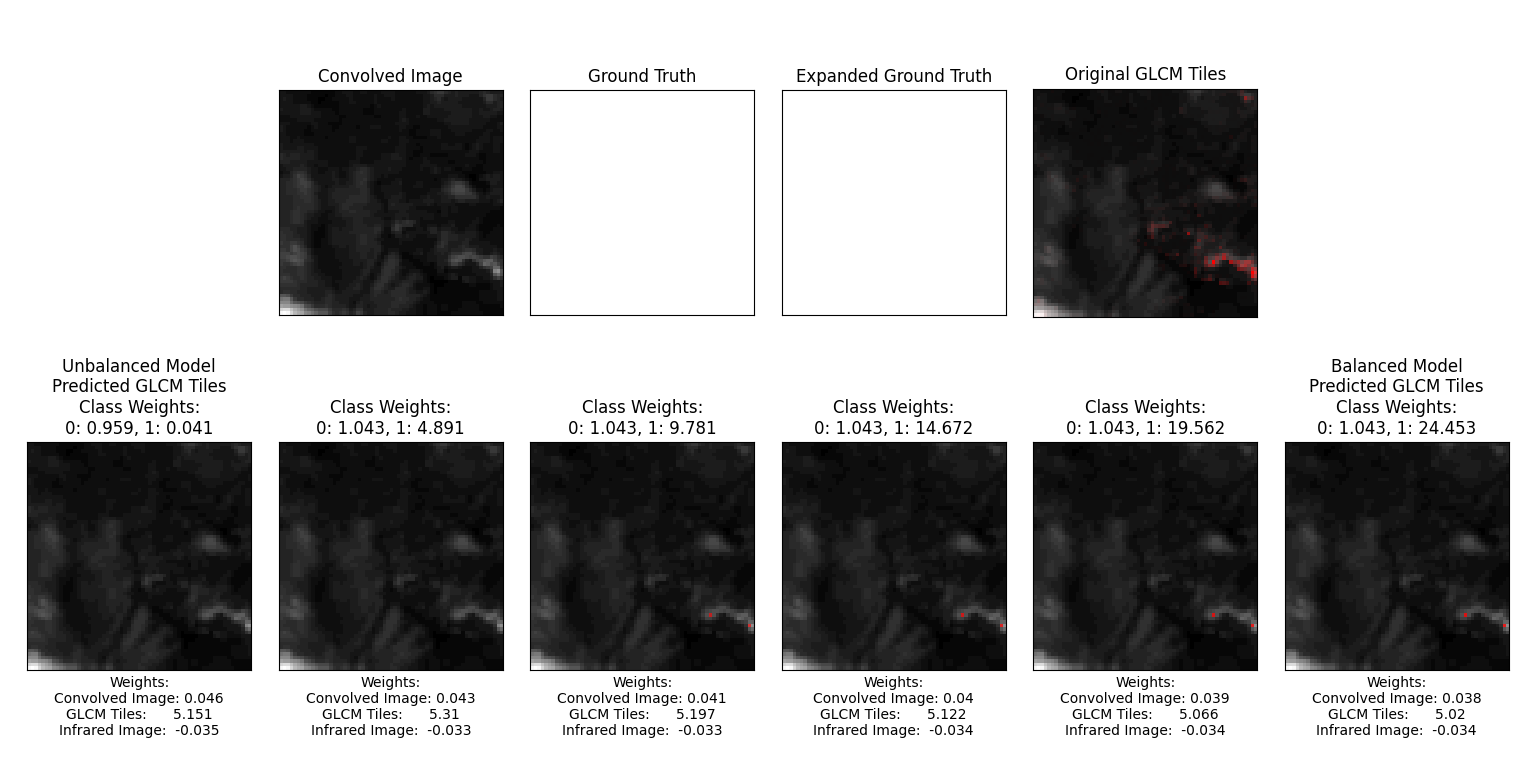 Convolved Image
Ground Truth
Expanded Ground Truth
Original GLCM Tiles
Unbalanced Model
Predicted GLCM Tiles
Class Weights:
0: 0.959, 1: 0.041
Class Weights:
0: 1.043, 1: 4.891
Class Weights:
0: 1.043, 1: 9.781
Class Weights:
0: 1.043, 1: 14.672
Class Weights:
0: 1.043, 1: 19.562
Balanced Model
Predicted GLCM Tiles
Class Weights:
0: 1.043, 1: 24.453
Weights:
Convolved Image: 0.046
GLCM Tiles: 5.151
Infrared Image: -0.035
Weights:
Convolved Image: 0.043
GLCM Tiles: 5.31
Infrared Image: -0.033
Weights:
Convolved Image: 0.041
GLCM Tiles: 5.197
Infrared Image: -0.033
Weights:
Convolved Image: 0.04
GLCM Tiles: 5.122
Infrared Image: -0.034
Weights:
Convolved Image: 0.039
GLCM Tiles: 5.066
Infrared Image: -0.034
Weights:
Convolved Image: 0.038
GLCM Tiles: 5.02
Infrared Image: -0.034